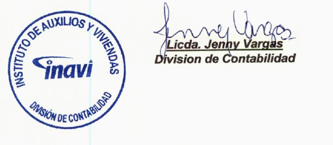 INSTITUTO DE AUXILIOS Y VIVIENDAS
inavi
DIVISIÓN DE CONTABILIDAD
Jenny Vargas
Licda. Jenny Vargas
Division de Contabilidad